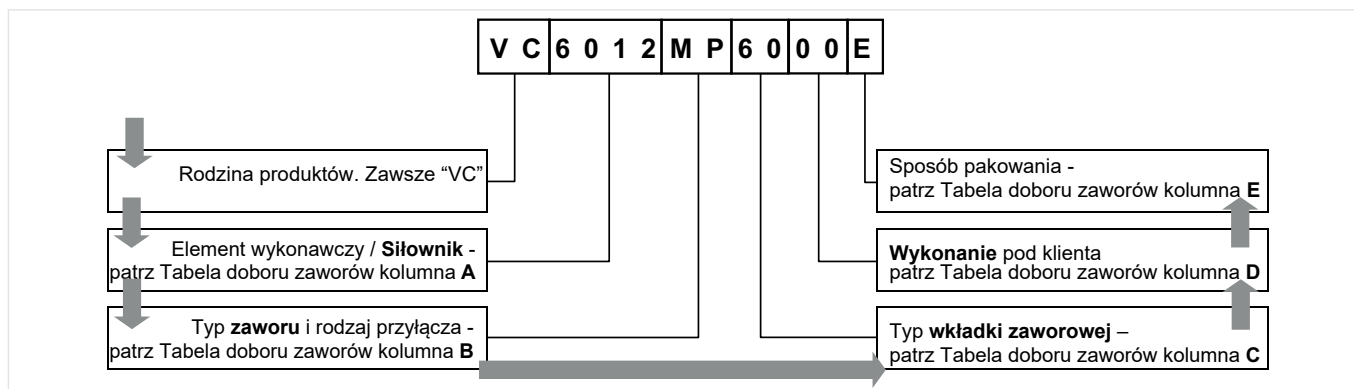 V C 6 0 1 2 M P 6 0 0 0 E
Rodzina produktów. Zawsze “VC”
Element wykonawczy / Siłownik -
patrz Tabela doboru zaworów kolumna A
Typ zaworu i rodzaj przyłącza -
patrz Tabela doboru zaworów kolumna B
Sposób pakowania -
patrz Tabela doboru zaworów kolumna E
Wykonanie pod klienta
patrz Tabela doboru zaworów kolumna D
Typ wkładki zaworowej –
patrz Tabela doboru zaworów kolumna C